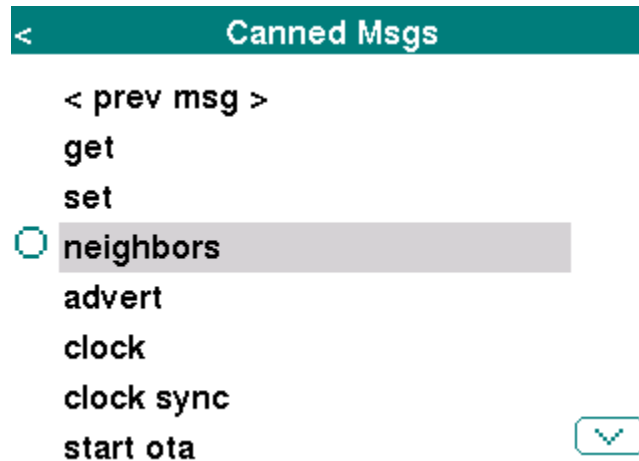 < Canned Msgs
< prev msg >
get
set
neighbors
advert
clock
clock sync
start ota